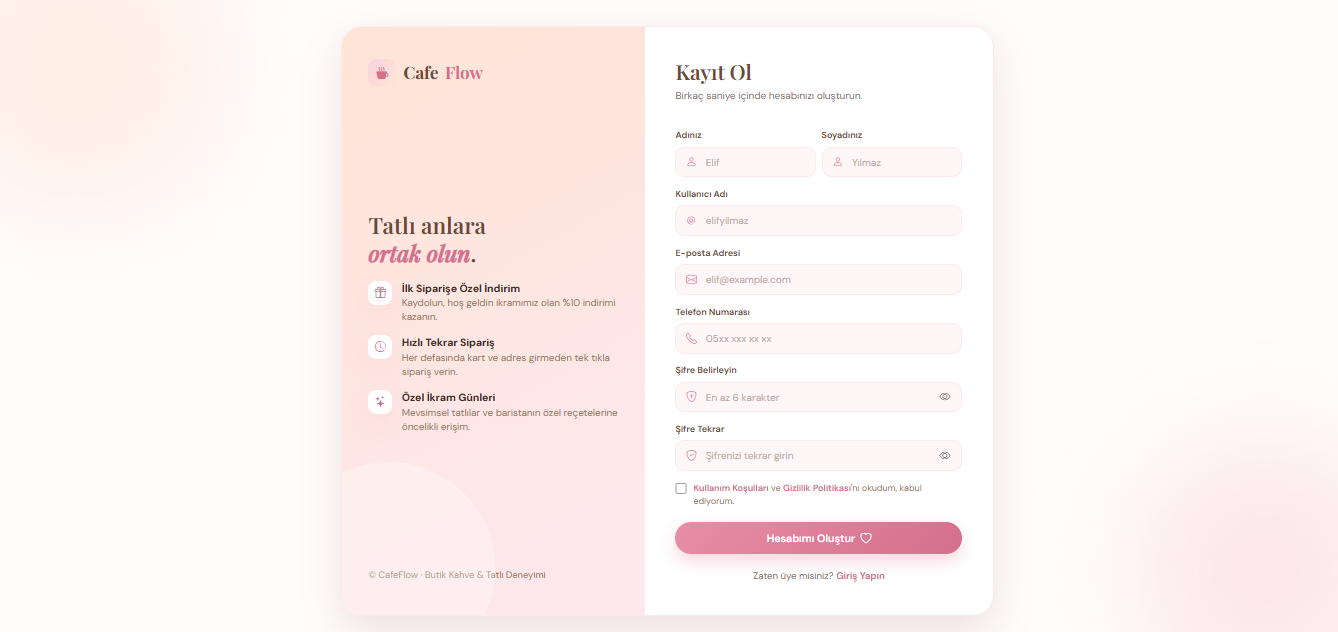 Cafe Flow
Tatlı anlara
ortak olun.
İlk Siparişe Özel İndirim
Kaydolun, hoş geldin ikramımız olan %10 indirimi
kazanın.
Hızlı Tekrar Sipariş
Her defasında kart ve adres girmeden tek tıkla
sipariş verin.
Özel İkram Günleri
Mevsimsel tatlılar ve baristanın özel reçetelerine
öncelikli erişim.
© CafeFlow · Butik Kahve & Tatlı Deneyimi
Kayıt Ol
Birkaç saniye içinde hesabınızı oluşturun.
Adınız Soyadınız
Elif Yılmaz
Kullanıcı Adı
elifyilmaz
E-posta Adresi
elif@example.com
Telefon Numarası
05xx xxx xx xx
Şifre Belirleyin
En az 6 karakter
Şifre Tekrar
Şifrenizi tekrar girin
Kullanım Koşulları ve Gizlilik Politikası'nı okudum, kabul
ediyorum.
Hesabımı Oluştur
Zaten üye misiniz? Giriş Yapın